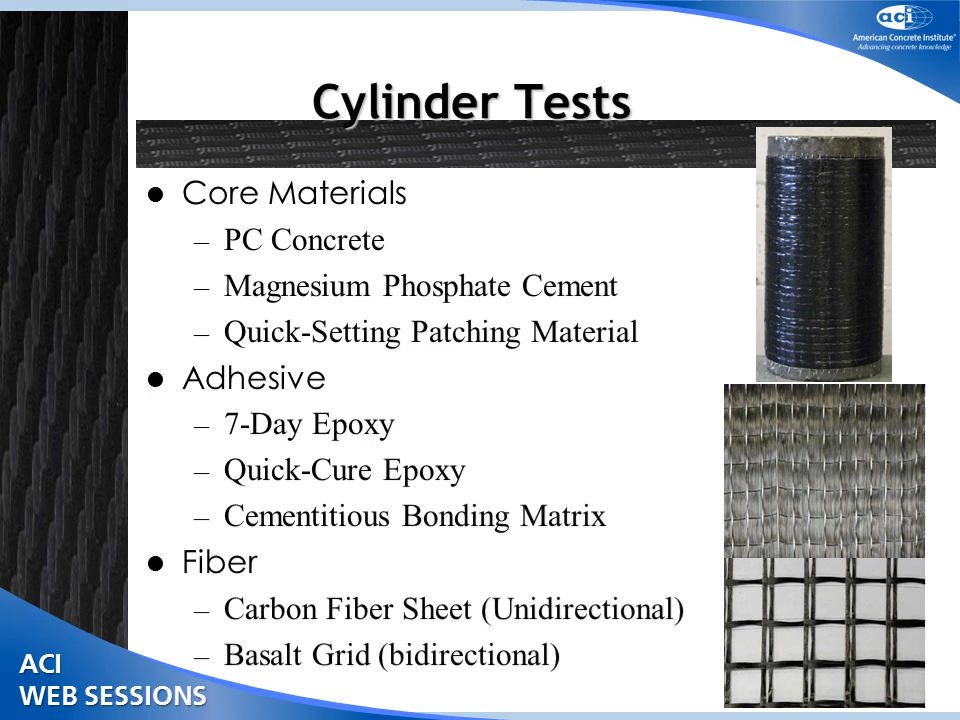 aci
American Concrete Institute®
Advancing concrete knowledge
Cylinder Tests
● Core Materials
– PC Concrete
– Magnesium Phosphate Cement
– Quick-Setting Patching Material
● Adhesive
– 7-Day Epoxy
– Quick-Cure Epoxy
– Cementitious Bonding Matrix
● Fiber
– Carbon Fiber Sheet (Unidirectional)
– Basalt Grid (bidirectional)
ACI
WEB SESSIONS